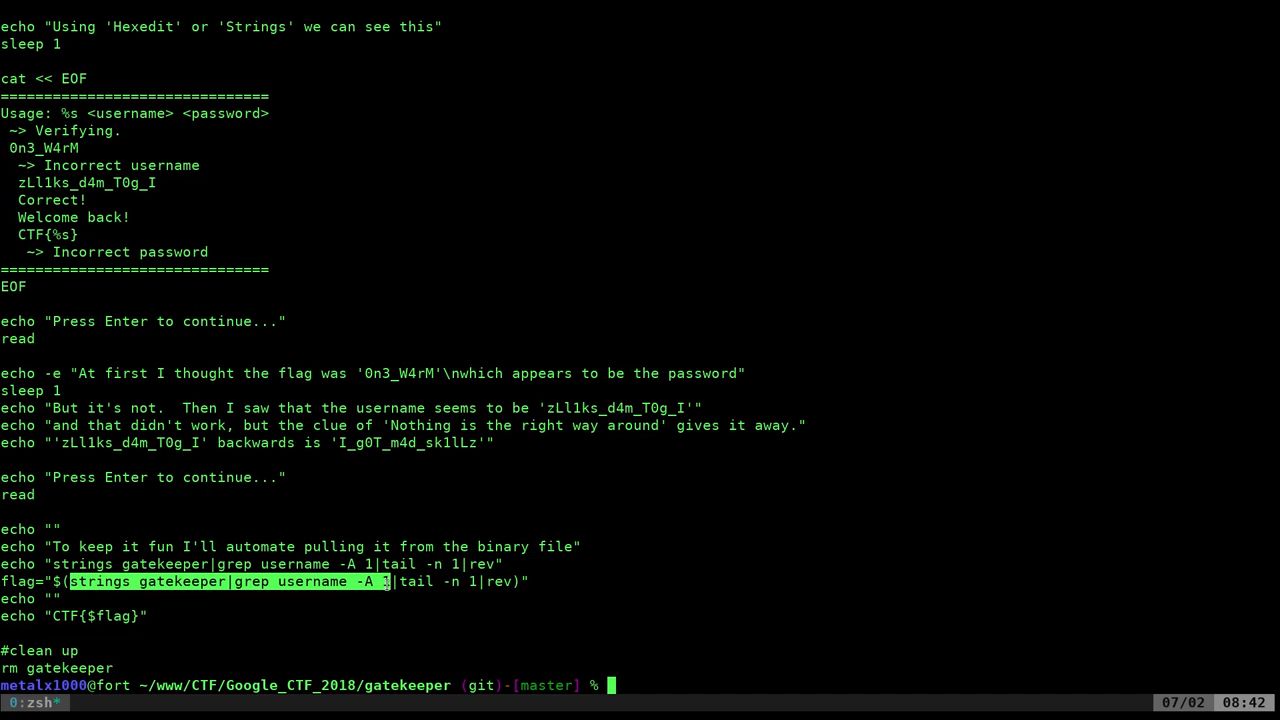 echo "Using 'Hexedit' or 'Strings' we can see this"
sleep 1
cat << EOF
===============================
Usage: %s <username> <password>
 ~> Verifying.
 0n3_W4rM
  ~> Incorrect username
  zLl1ks_d4m_T0g_I
  Correct!
  Welcome back!
  CTF{%s}
   ~> Incorrect password
===============================
EOF
echo "Press Enter to continue..."
read
echo -e "At first I thought the flag was '0n3_W4rM'\nwhich appears to be the password"
sleep 1
echo "But it's not.  Then I saw that the username seems to be 'zLl1ks_d4m_T0g_I'"
echo "and that didn't work, but the clue of 'Nothing is the right way around' gives it away."
echo "'zLl1ks_d4m_T0g_I' backwards is 'I_g0T_m4d_sk1lLz'"
echo "Press Enter to continue..."
read
echo ""
echo "To keep it fun I'll automate pulling it from the binary file"
echo "strings gatekeeper|grep username -A 1|tail -n 1|rev"
flag="$(strings gatekeeper|grep username -A 1|tail -n 1|rev)"
echo ""
echo "CTF{$flag}"
#clean up
rm gatekeeper
metalx1000@fort ~/www/CTF/Google_CTF_2018/gatekeeper (git)-[master] %
0:zsh* 07/02 08:42